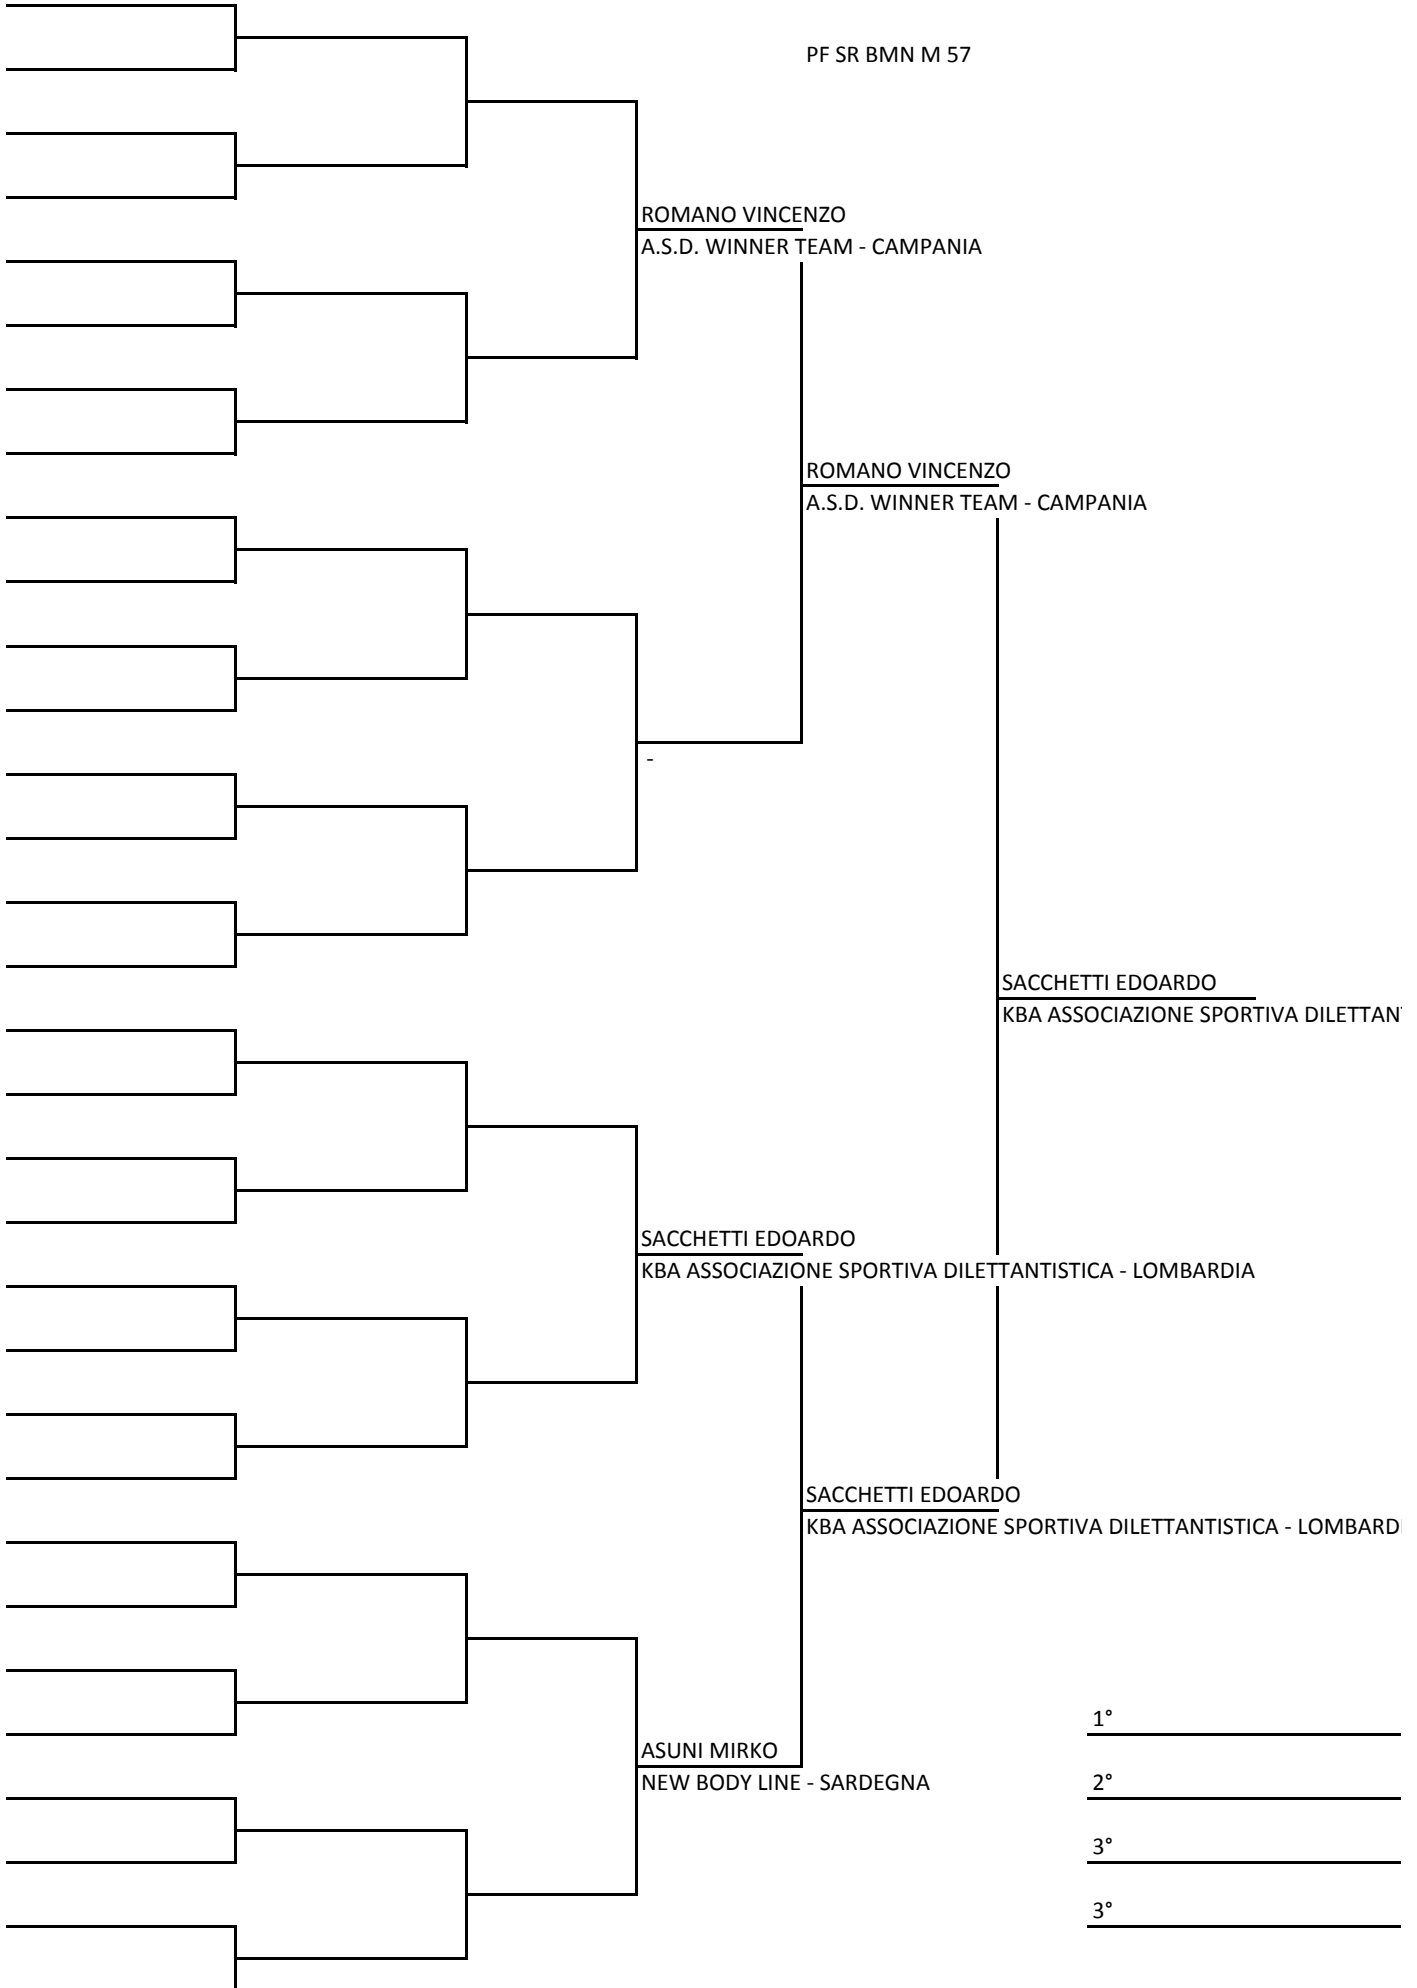 PF SR BMN M 57
ROMANO VINCENZO
A.S.D. WINNER TEAM - CAMPANIA
ROMANO VINCENZO
A.S.D. WINNER TEAM - CAMPANIA
-
SACCHETTI EDOARDO
KBA ASSOCIAZIONE SPORTIVA DILETTAN
SACCHETTI EDOARDO
KBA ASSOCIAZIONE SPORTIVA DILETTANTISTICA - LOMBARDIA
SACCHETTI EDOARDO
KBA ASSOCIAZIONE SPORTIVA DILETTANTISTICA - LOMBARD
1°
ASUNI MIRKO
NEW BODY LINE - SARDEGNA
2°
3°
3°